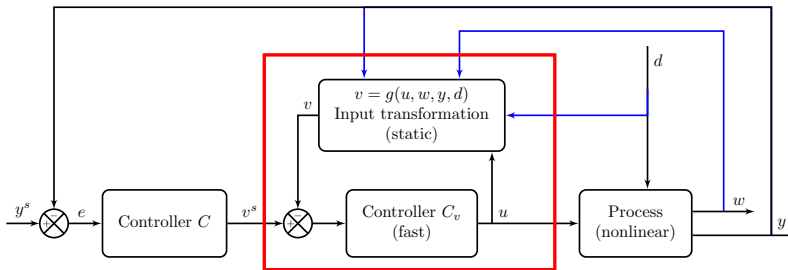 v = g(u, w, y, d)
Input transformation
(static)
d
v
y^s
+
−
e
Controller C
v^s
+
−
Controller C_v
(fast)
u
Process
(nonlinear)
w
y